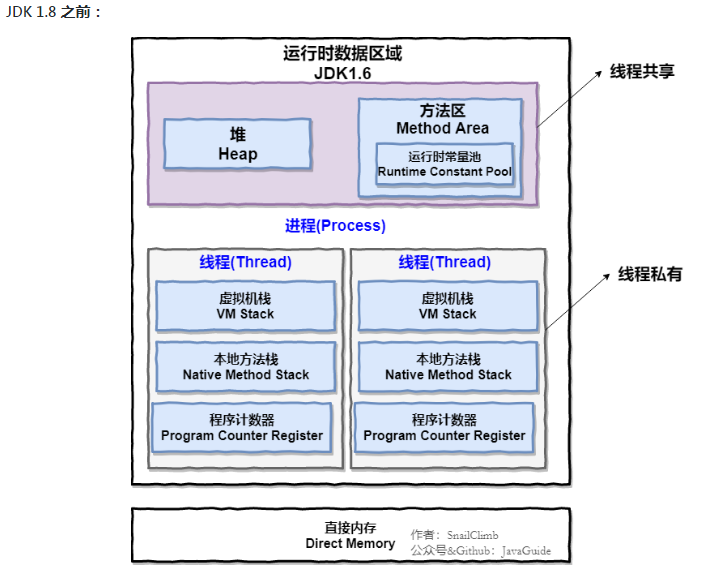 JDK 1.8 之前：
运行时数据区域
JDK1.6
线程共享
堆
Heap
方法区
Method Area
运行时常量池
Runtime Constant Pool
进程(Process)
线程(Thread)
线程(Thread)
线程私有
虚拟机栈
VM Stack
虚拟机栈
VM Stack
本地方法栈
Native Method Stack
本地方法栈
Native Method Stack
程序计数器
Program Counter Register
程序计数器
Program Counter Register
直接内存
Direct Memory
作者：SnailClimb
公众号&Github：JavaGuide